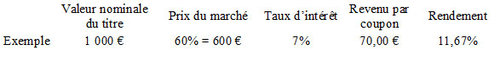 Valeur nominale du titre Prix du marché Taux d'intérêt Revenu par coupon Rendement
Exemple 1 000 € 60% = 600 € 7% 70,00 € 11,67%